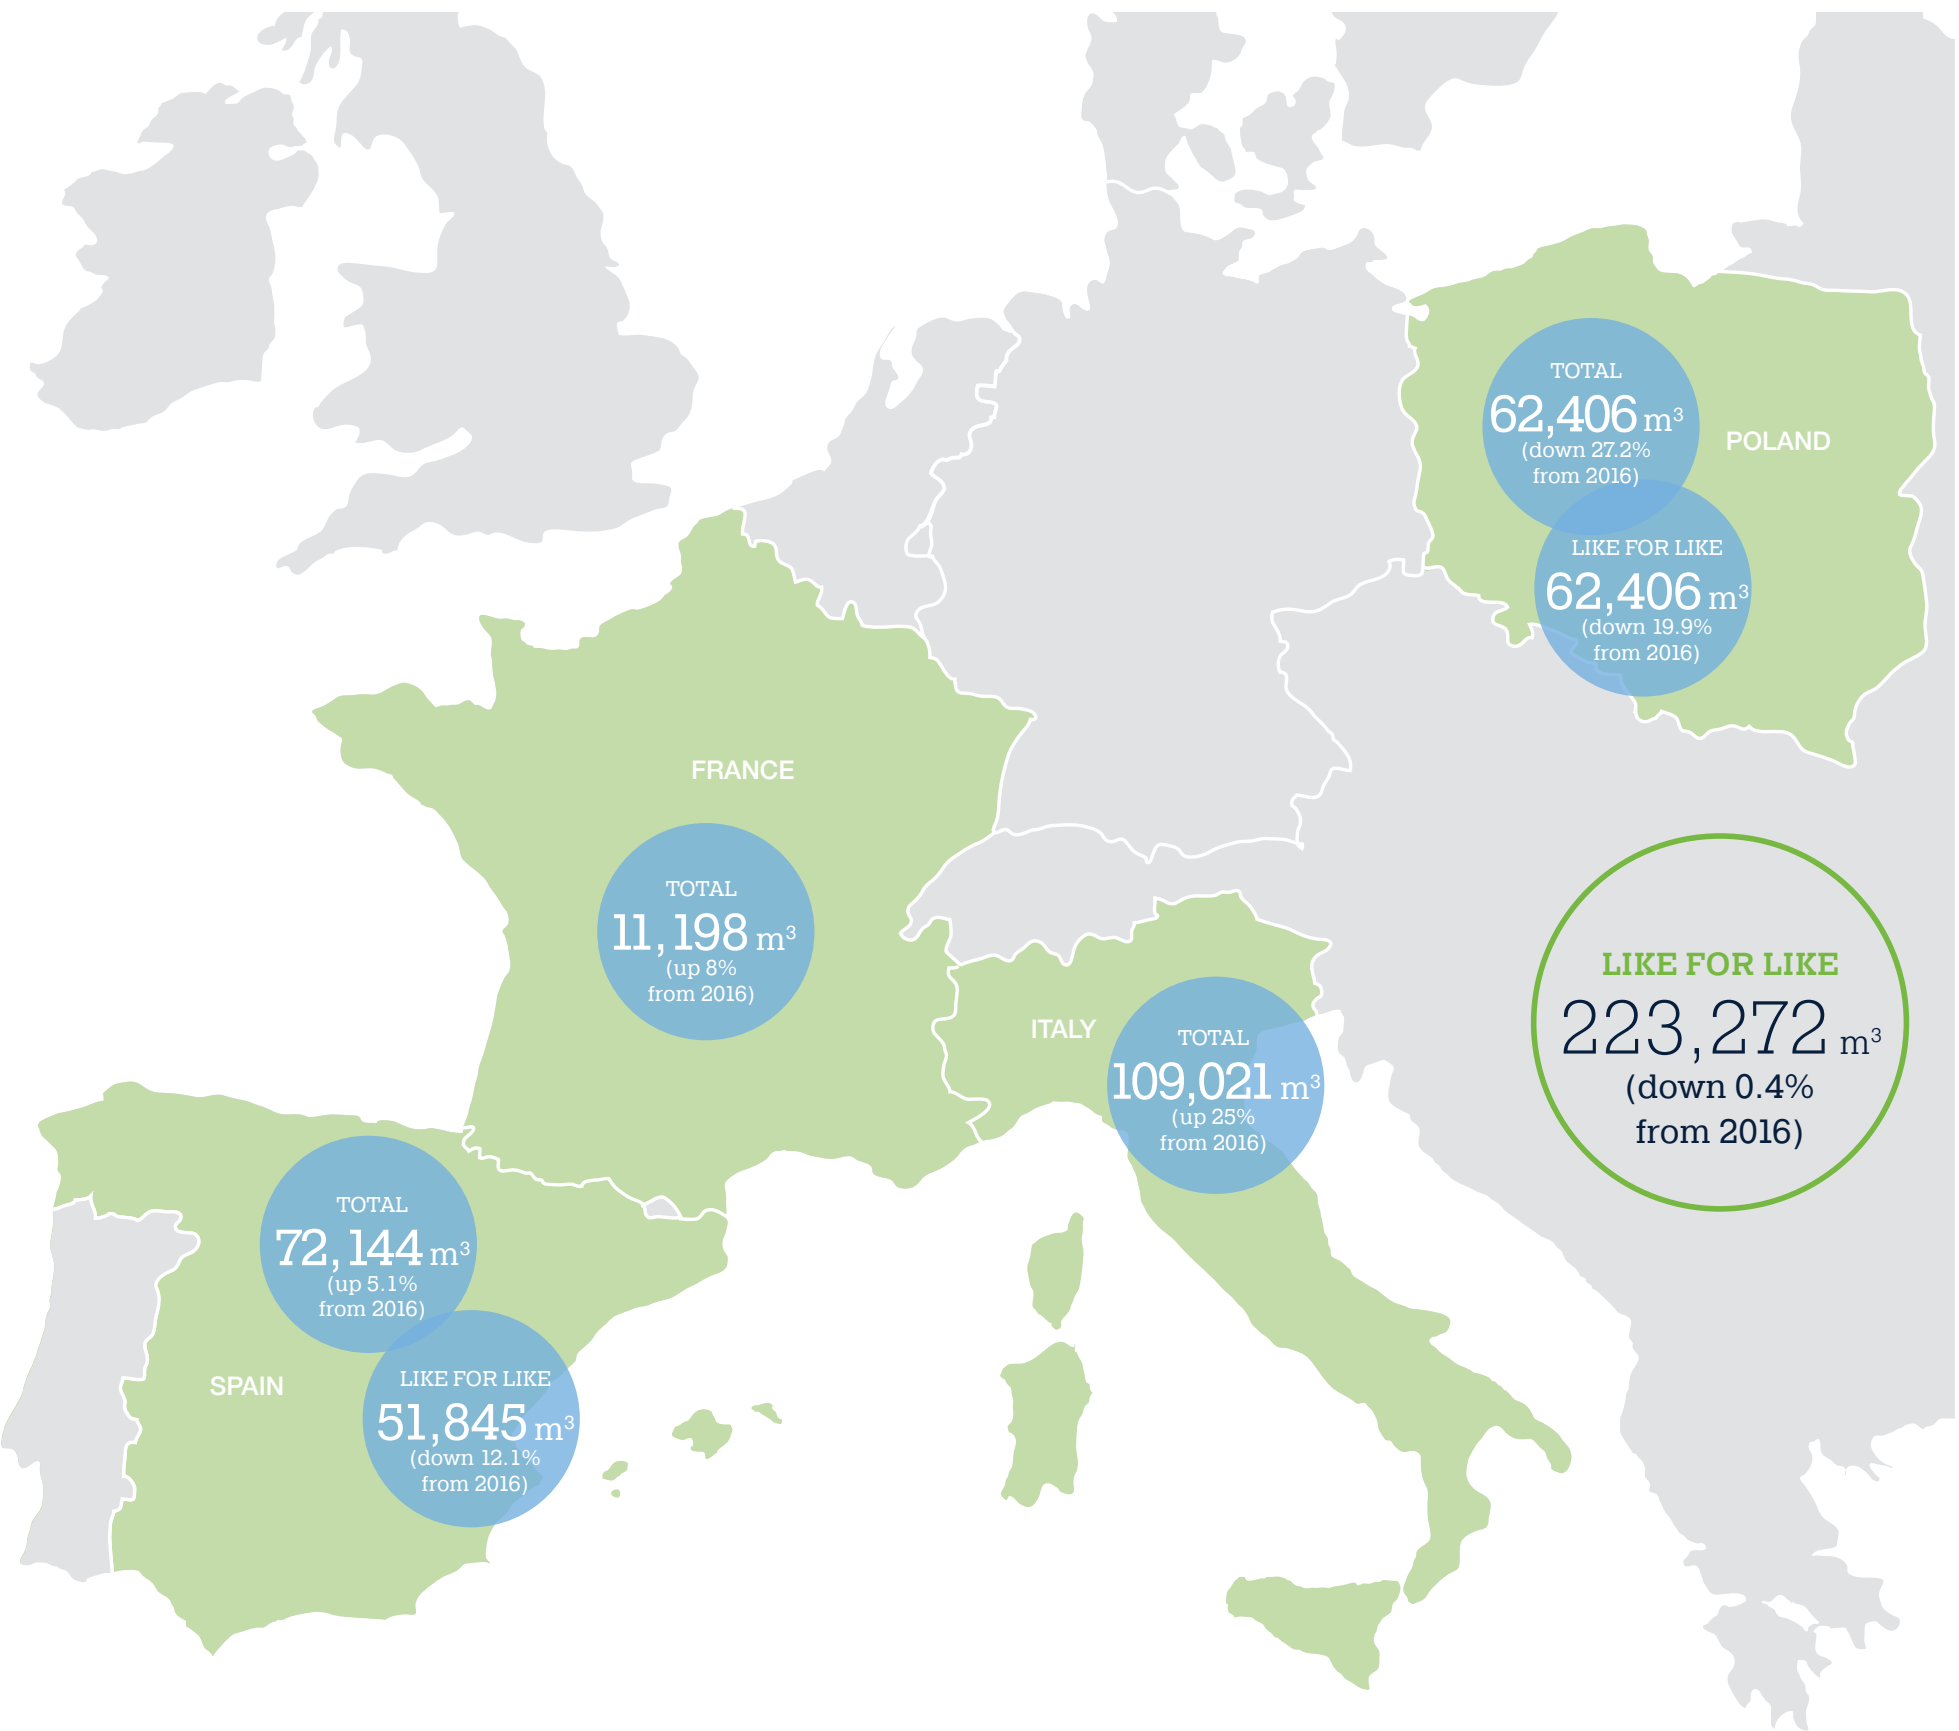 TOTAL
62,406 m³
(down 27.2%
from 2016)
POLAND
LIKE FOR LIKE
62,406 m³
(down 19.9%
from 2016)
FRANCE
TOTAL
11,198 m³
(up 8%
from 2016)
ITALY
TOTAL
109,021 m³
(up 25%
from 2016)
LIKE FOR LIKE
223,272 m³
(down 0.4%
from 2016)
TOTAL
72,144 m³
(up 5.1%
from 2016)
SPAIN
LIKE FOR LIKE
51,845 m³
(down 12.1%
from 2016)